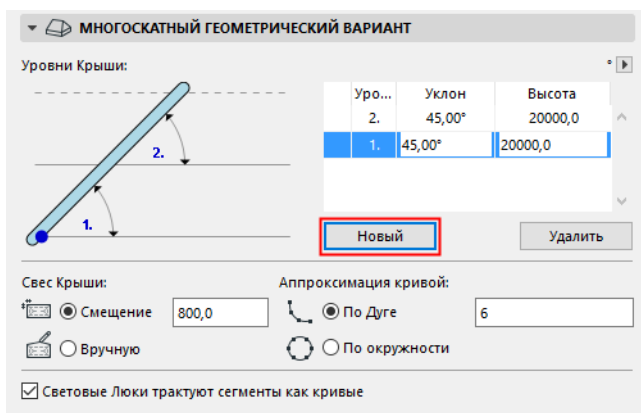 МНОГОСКАТНЫЙ ГЕОМЕТРИЧЕСКИЙ ВАРИАНТ
Уровни Крыши:
°
Уро... Уклон Высота
2. 45,00° 20000,0
1. 45,00° 20000,0
2.
1.
Новый Удалить
Свес Крыши: Аппроксимация кривой:
Смещение 800,0 По Дуге 6
Вручную По окружности
Световые Люки трактуют сегменты как кривые